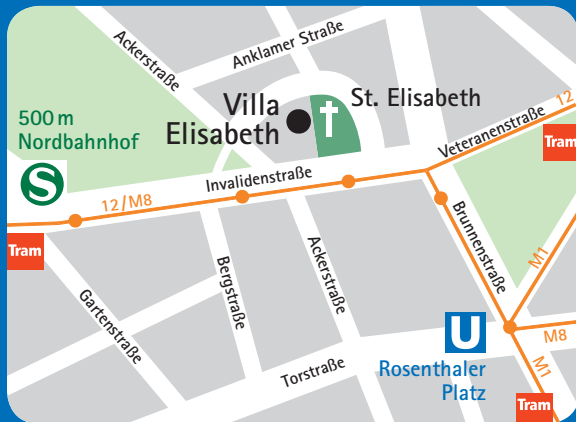 Ackerstraße
Anklamer Straße
Villa
Elisabeth
St. Elisabeth
500 m
Nordbahnhof
S
12
Veteranenstraße
Tram
Invalidenstraße
12/M8
Tram
Brunnenstraße
Bergstraße
Ackerstraße
Gartenstraße
M1
U
M8
Torstraße
Rosenthaler
Platz
M1
Tram